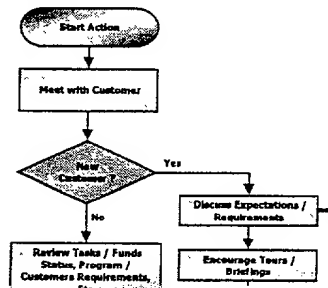 Start Action
Meet with Customer
New
Customer?
Yes
No
Discuss Expectations /
Requirements
Review Tasks / Funds
Status, Program /
Customers Requirements,
Encourage Tours /
Briefings